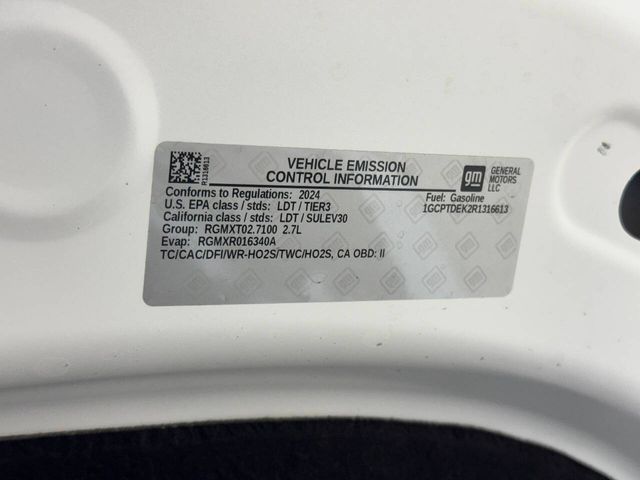 R1316613
VEHICLE EMISSION
CONTROL INFORMATION
gm
GENERAL
MOTORS
LLC
Conforms to Regulations: 2024
U.S. EPA class / stds: LDT / TIER3
California class / stds: LDT / SULEV30
Group: RGMXT02.7100 2.7L
Evap: RGMXR016340A
TC/CAC/DFI/WR-HO2S/TWC/HO2S, CA OBD: II
Fuel: Gasoline
1GCPTDEK2R1316613